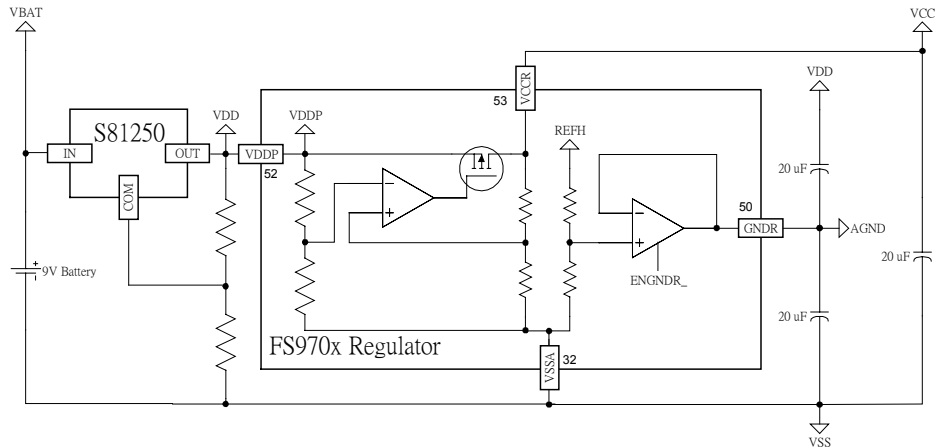 VBAT
VCC
VDD
53
VCCR
S81250
VDD
VDDP
REFH
IN
OUT
VDDP
52
20 uF
COM
50
GNDR
AGND
9V Battery
ENGNDR_
20 uF
20 uF
FS970x Regulator
VSSA
32
VSS